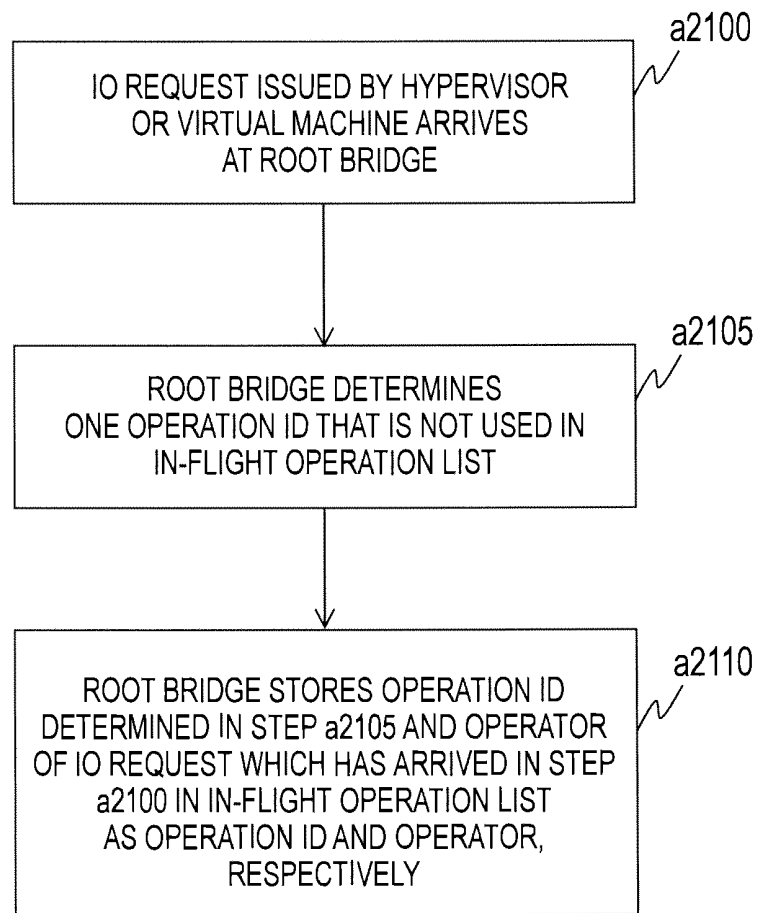 a2100
IO REQUEST ISSUED BY HYPERVISOR
OR VIRTUAL MACHINE ARRIVES
AT ROOT BRIDGE
a2105
ROOT BRIDGE DETERMINES
ONE OPERATION ID THAT IS NOT USED IN
IN-FLIGHT OPERATION LIST
a2110
ROOT BRIDGE STORES OPERATION ID
DETERMINED IN STEP a2105 AND OPERATOR
OF IO REQUEST WHICH HAS ARRIVED IN STEP
a2100 IN IN-FLIGHT OPERATION LIST
AS OPERATION ID AND OPERATOR,
RESPECTIVELY